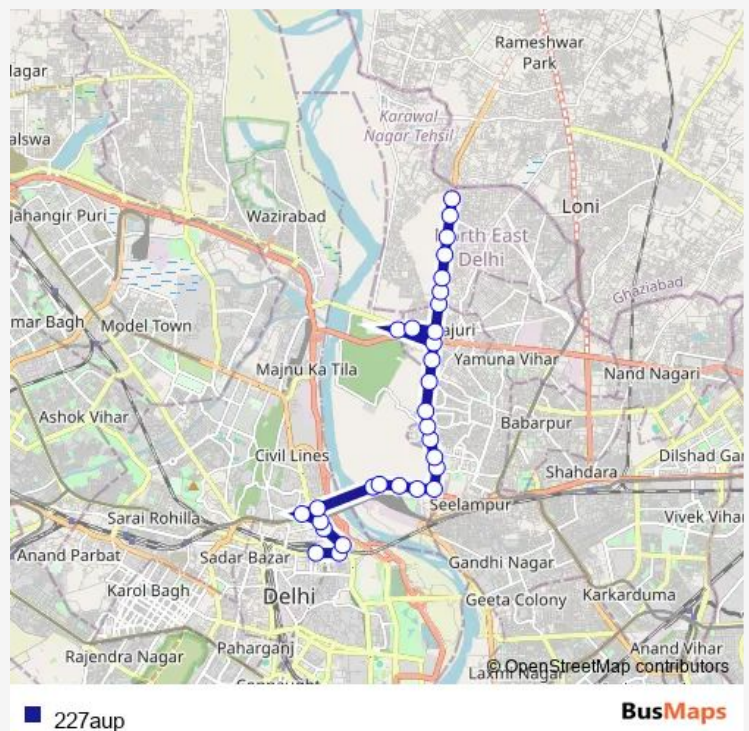 Rameshwar
Park
Nagar
Karawal
Nagar Tehsil
alswa
Jahangir Puri
Wazirabad
Loni
North East
Delhi
Ghaziabad
mar Bagh
Model Town
ajuri
Yamuna Vihar
Majnu Ka Tila
Nand Nagari
Ashok Vihar
Babarpur
Civil Lines
Dilshad Gar
Shahdara
Sarai Rohilla
Seelampur
Vivek Vihar
Anand Parbat
Sadar Bazar
Gandhi Nagar
Karol Bagh
Delhi
Geeta Colony
Karkarduma
Rajendra Nagar
Paharganj
Anand Vihar
Laxmi Nagar
© OpenStreetMap contributors
227aup
BusMaps